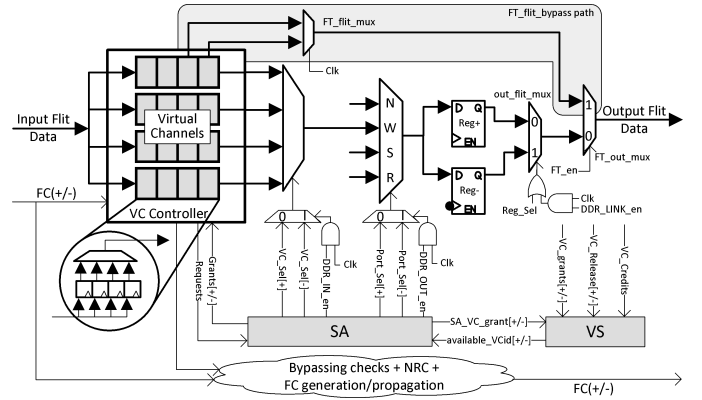 FT_flit_bypass path
FT_flit_mux
Clk
Input Flit
Data
Virtual
Channels
VC Controller
FC(+/-)
N
W
S
R
D Q
Reg+
EN
D Q
Reg-
EN
out_flit_mux
0
1
1
0
Output Flit
Data
FT_out_mux
FT_en
Reg_Sel
Clk
DDR_LINK_en
0 1
0 1
Clk
Clk
Requests
Grants[+/-]
VC_Sel[+]
VC_Sel[-]
DDR_IN_en
Port_Sel[+]
Port_Sel[-]
DDR_OUT_en
VC_grants[+/-]
VC_Release[+/-]
VC_Credits
SA
SA_VC_grant[+/-]
available_VCid[+/-]
VS
Bypassing checks + NRC +
FC generation/propagation
FC(+/-)